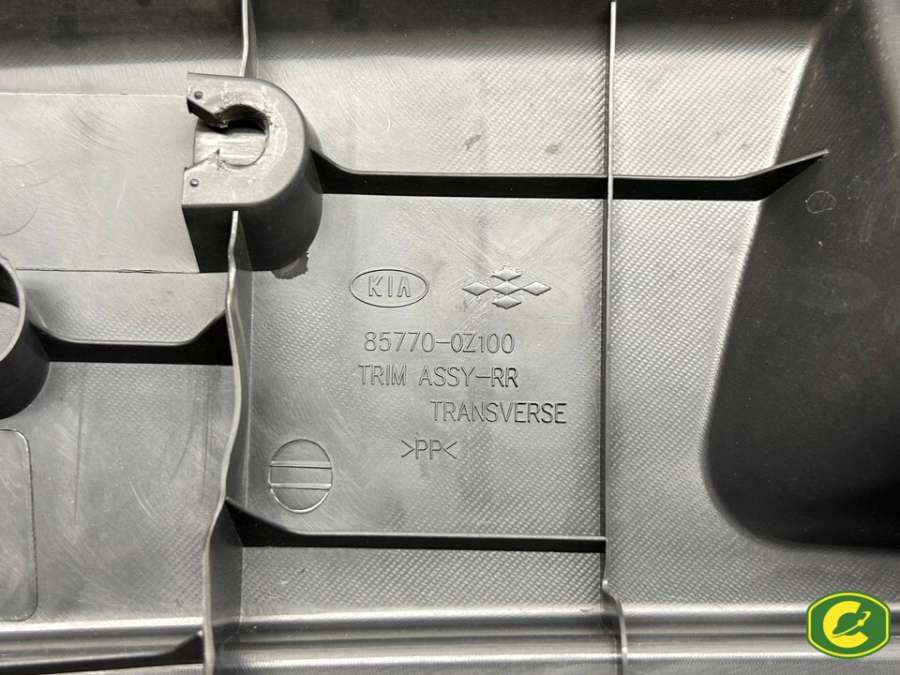 KIA
85770-0Z100
TRIM ASSY-RR
TRANSVERSE
>PP<